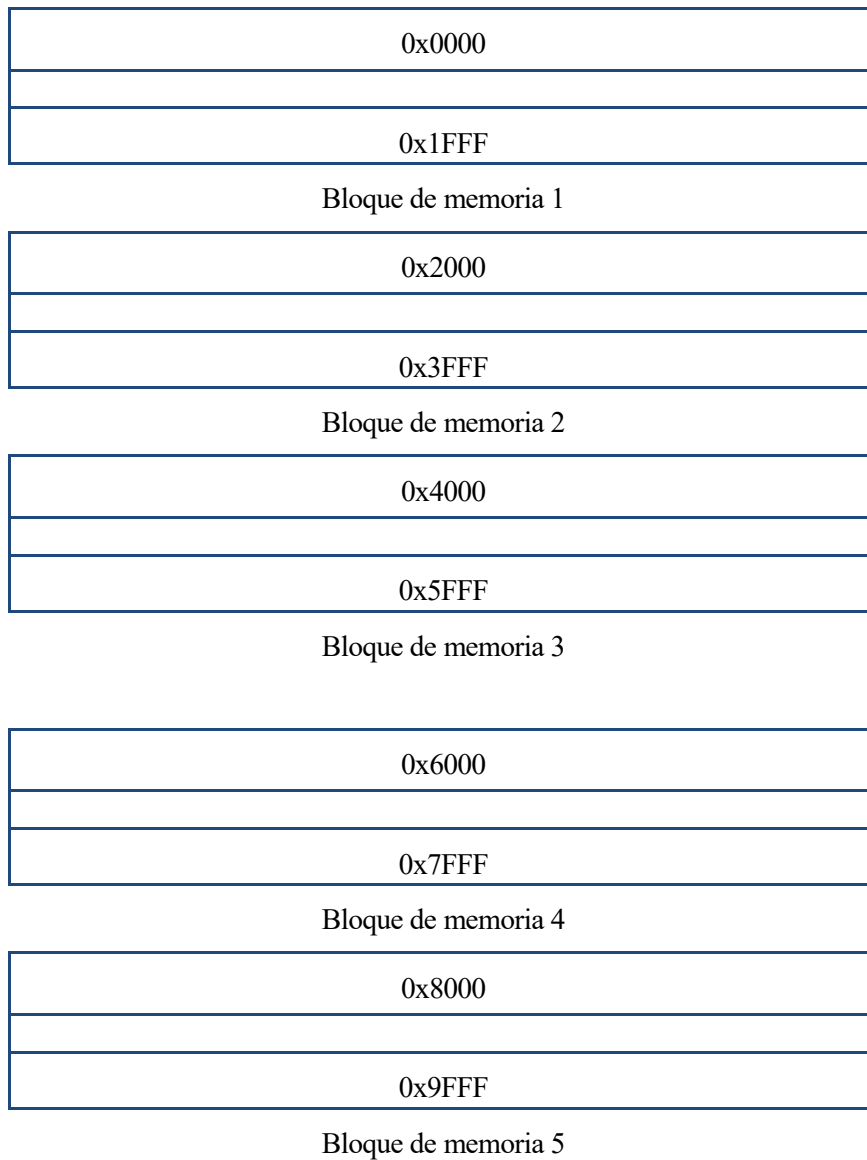 0x0000
0x1FFF
Bloque de memoria 1
0x2000
0x3FFF
Bloque de memoria 2
0x4000
0x5FFF
Bloque de memoria 3
0x6000
0x7FFF
Bloque de memoria 4
0x8000
0x9FFF
Bloque de memoria 5